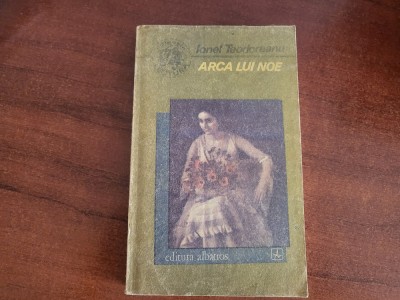 Ionel Teodoreanu
ARCA LUI NOE
editura albatros